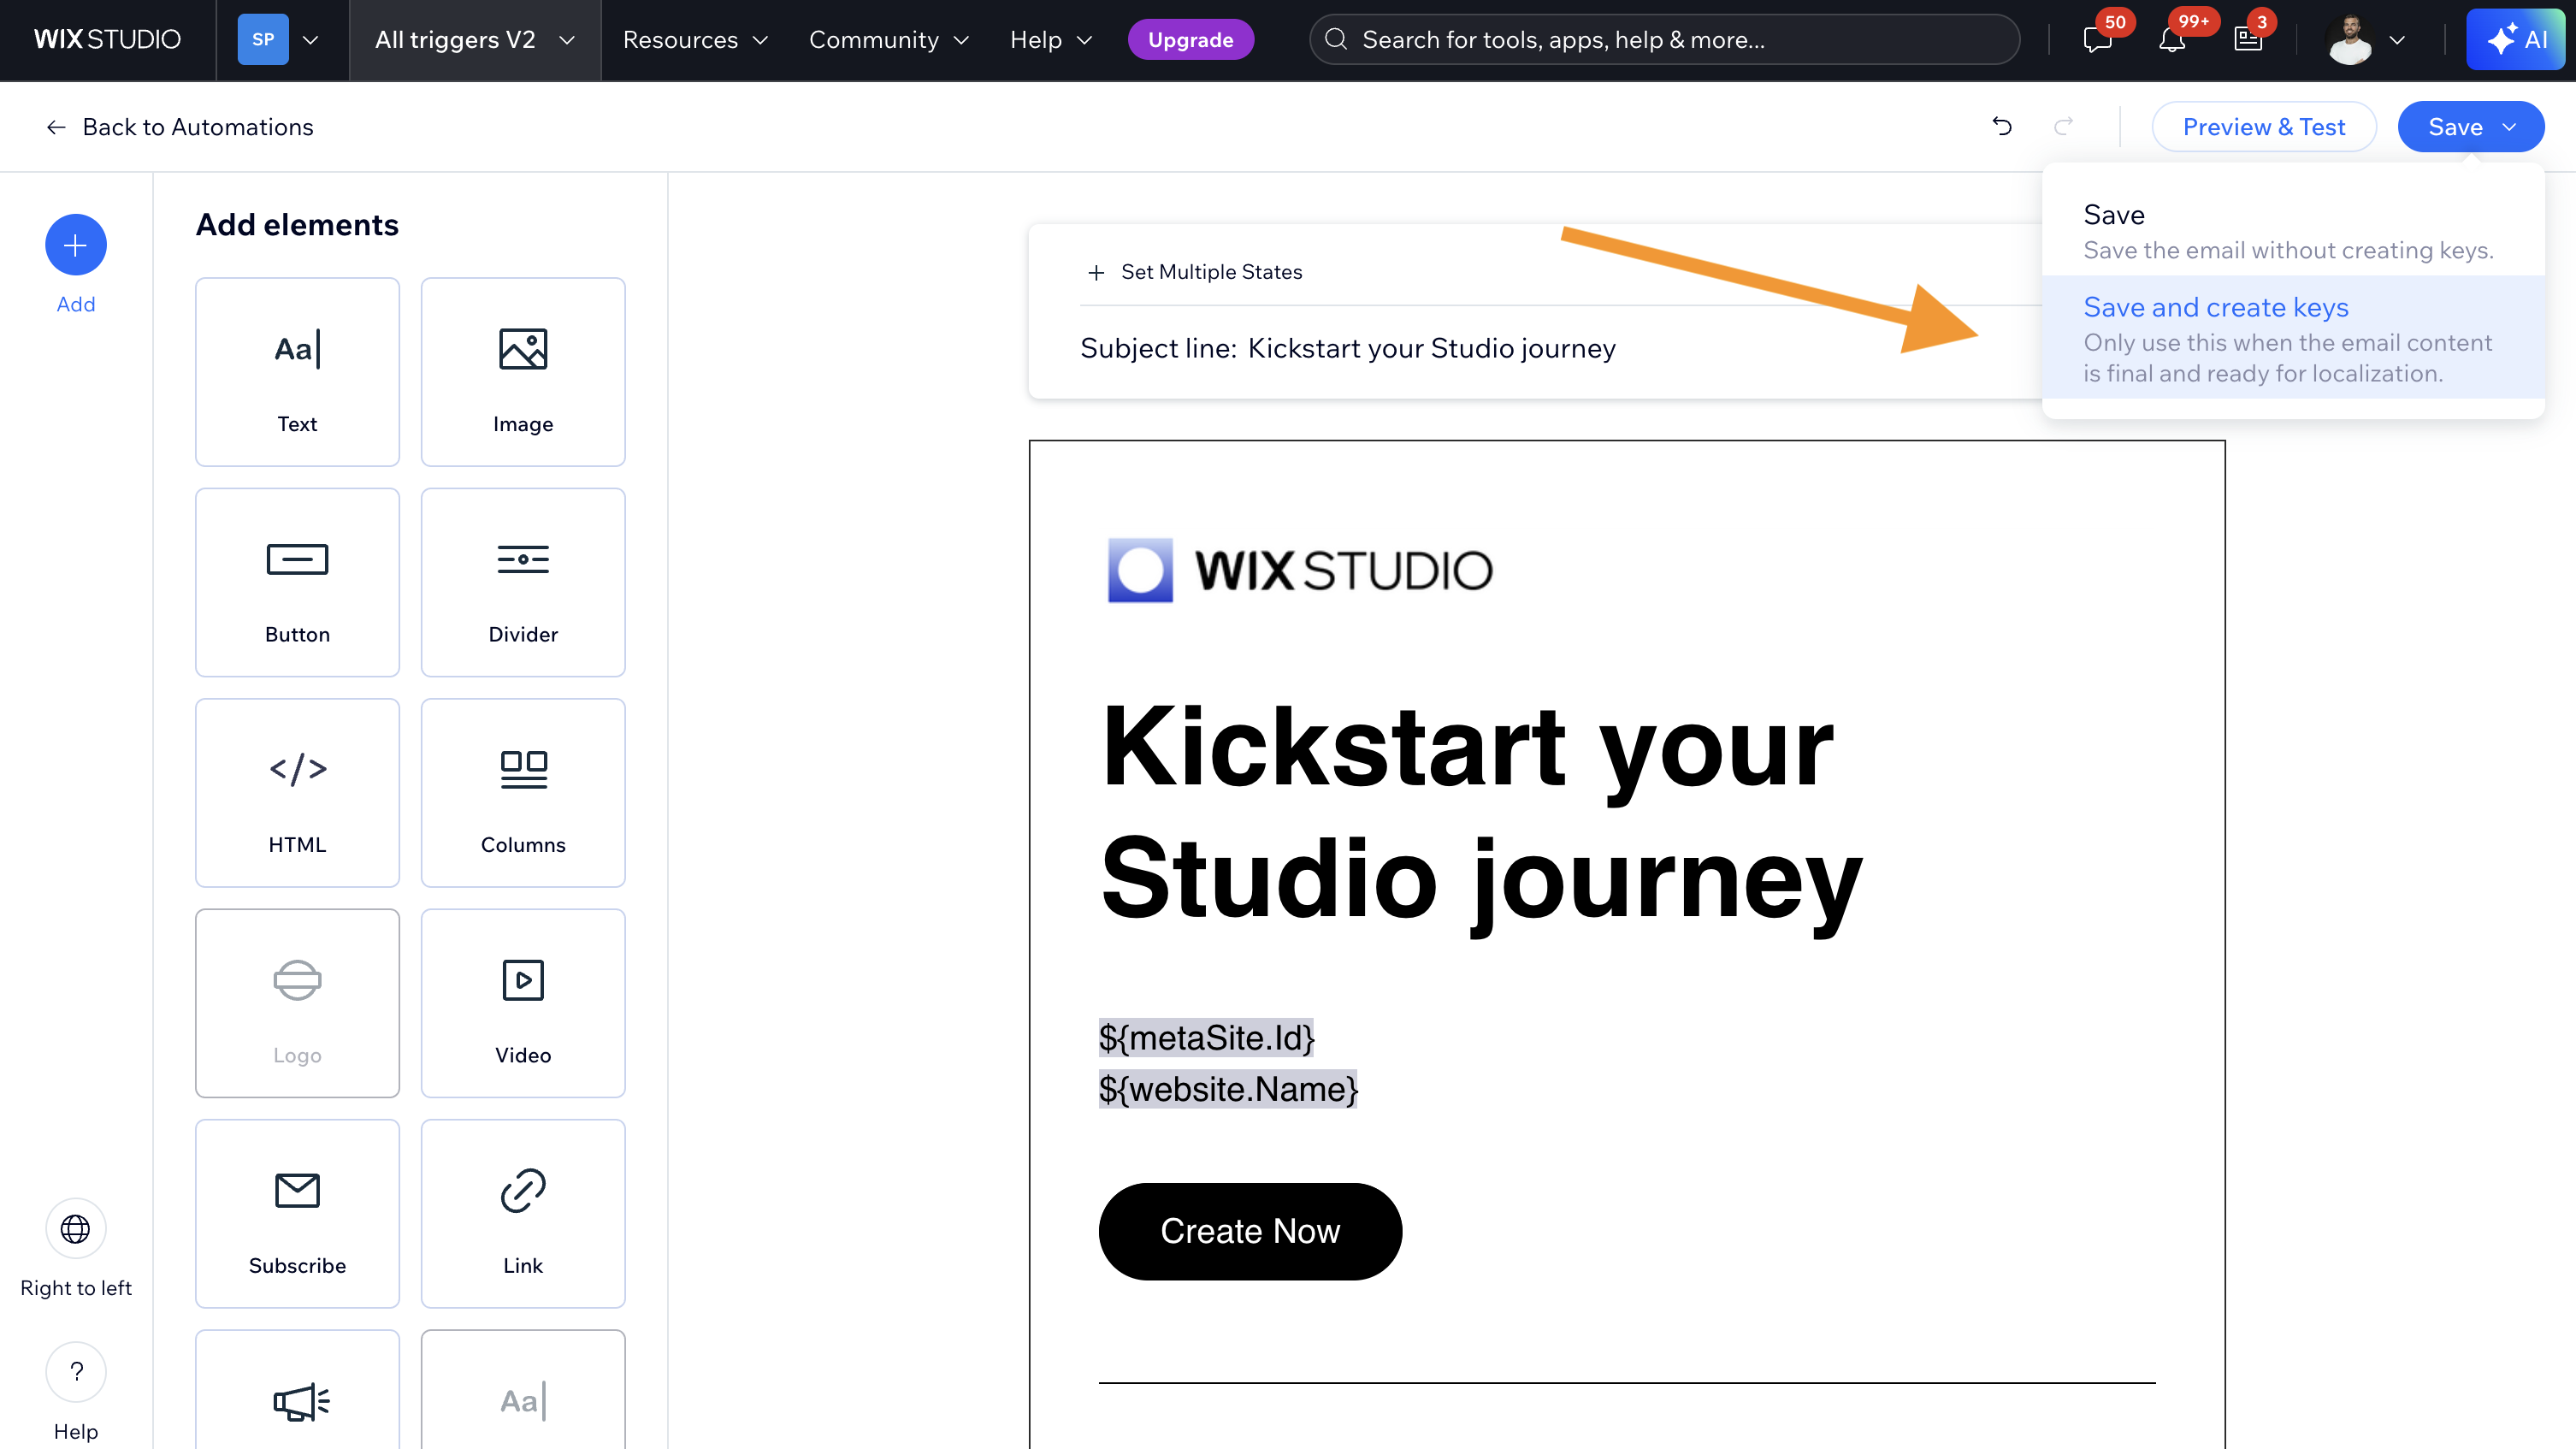 WIX STUDIO
SP
All triggers V2
Resources
Community
Help
Upgrade
Search for tools, apps, help & more...
50
99+
3
AI
Back to Automations
Preview & Test
Save
Save
Save the email without creating keys.
Save and create keys
Only use this when the email content
is final and ready for localization.
Add
Right to left
?
Help
Add elements
Aa
Text
Image
Button
Divider
</>
HTML
Columns
Logo
Video
Subscribe
Link
Aa
+ Set Multiple States
Subject line: Kickstart your Studio journey
WIX STUDIO
Kickstart your
Studio journey
${metaSite.Id}
${website.Name}
Create Now